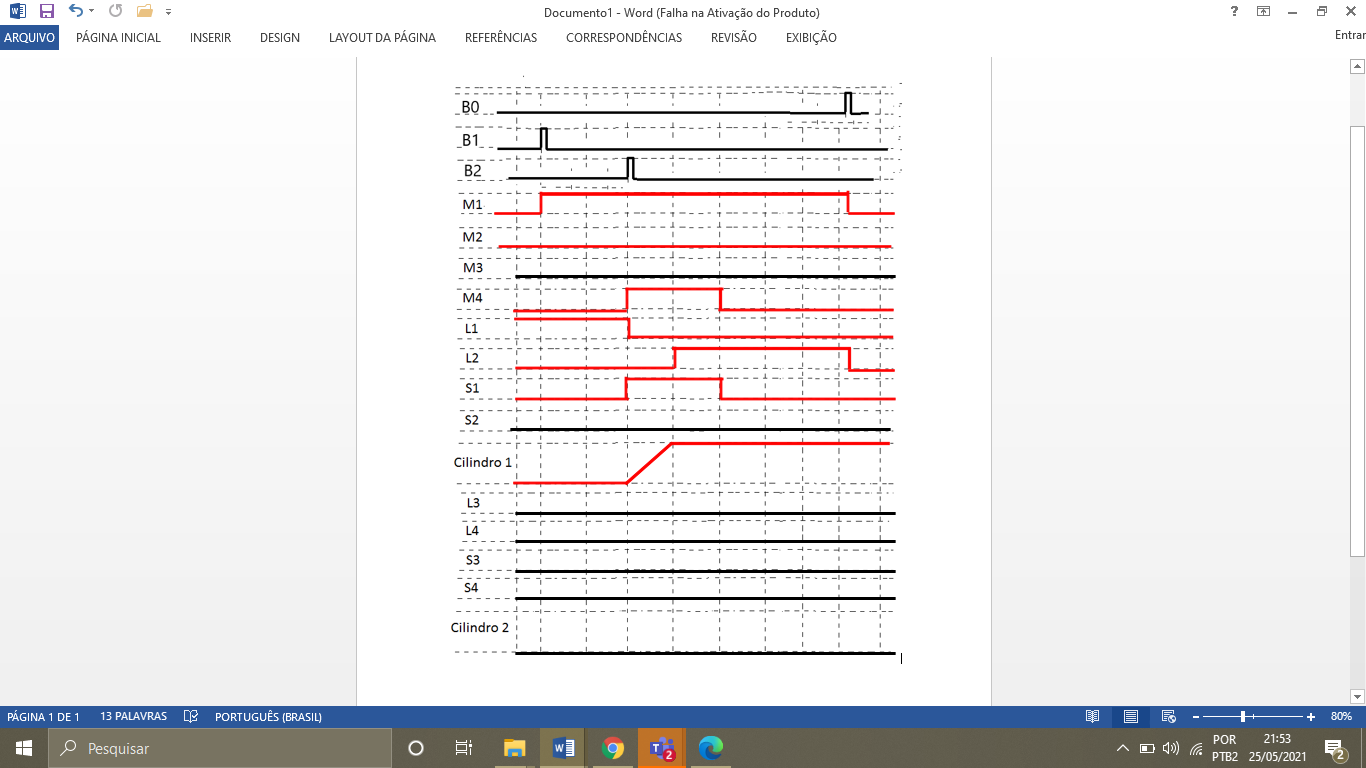 Documento1 - Word (Falha na Ativação do Produto)
?
ARQUIVO PÁGINA INICIAL INSERIR DESIGN LAYOUT DA PÁGINA REFERÊNCIAS CORRESPONDÊNCIAS REVISÃO EXIBIÇÃO Entrar
B0
B1
B2
M1
M2
M3
M4
L1
L2
S1
S2
Cilindro 1
L3
L4
S3
S4
Cilindro 2
PÁGINA 1 DE 1 13 PALAVRAS PORTUGUÊS (BRASIL) 80%
Pesquisar
2
POR
PTB2
21:53
25/05/2021
2